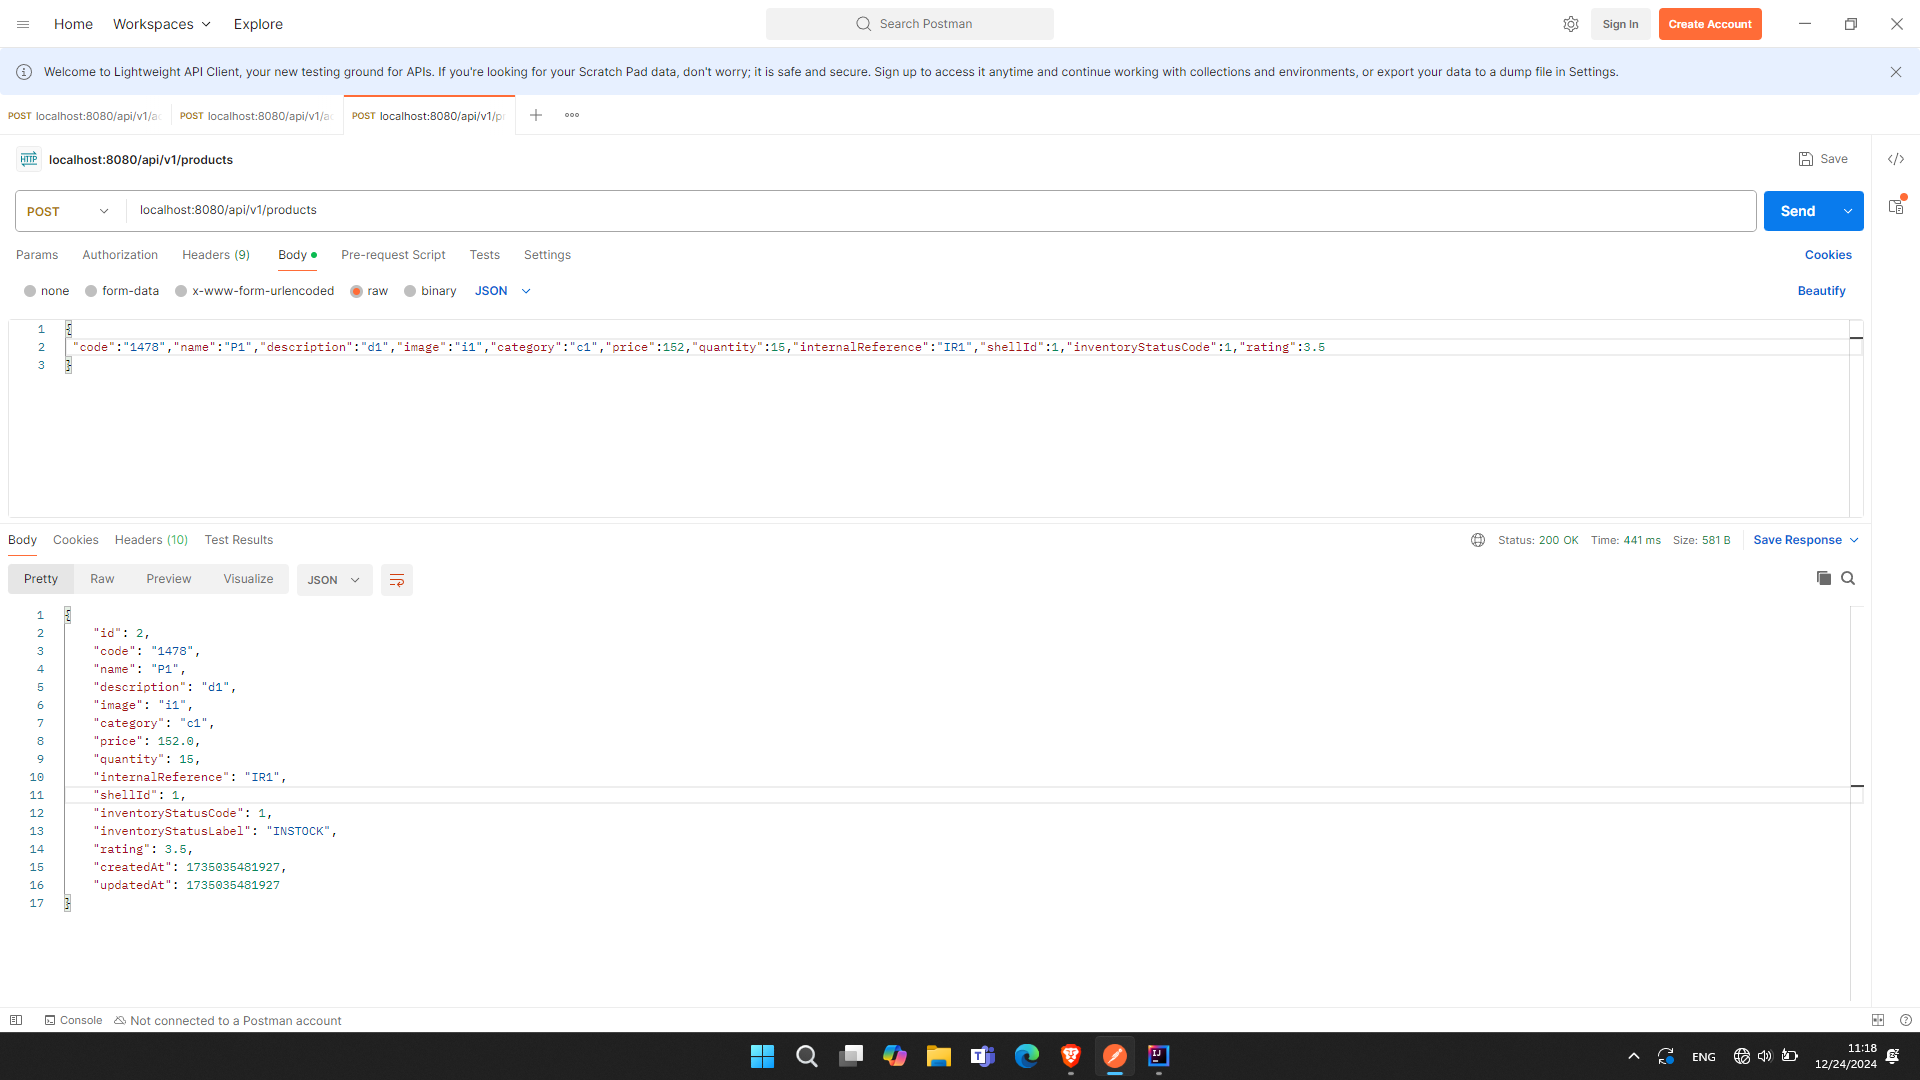 Home Workspaces Explore Search Postman Sign In Create Account
Welcome to Lightweight API Client, your new testing ground for APIs. If you're looking for your Scratch Pad data, don't worry; it is safe and secure. Sign up to access it anytime and continue working with collections and environments, or export your data to a dump file in Settings.
POST localhost:8080/api/v1/ac POST localhost:8080/api/v1/ac POST localhost:8080/api/v1/pr
HTTP localhost:8080/api/v1/products Save
POST localhost:8080/api/v1/products Send
Params Authorization Headers (9) Body Pre-request Script Tests Settings Cookies
none form-data x-www-form-urlencoded raw binary JSON Beautify
1 {
2 "code":"1478","name":"P1","description":"d1","image":"i1","category":"c1","price":152,"quantity":15,"internalReference":"IR1","shellId":1,"inventoryStatusCode":1,"rating":3.5
3 }
Body Cookies Headers (10) Test Results Status: 200 OK Time: 441 ms Size: 581 B Save Response
Pretty Raw Preview Visualize JSON
1 {
2 "id": 2,
3 "code": "1478",
4 "name": "P1",
5 "description": "d1",
6 "image": "i1",
7 "category": "c1",
8 "price": 152.0,
9 "quantity": 15,
10 "internalReference": "IR1",
11 "shellId": 1,
12 "inventoryStatusCode": 1,
13 "inventoryStatusLabel": "INSTOCK",
14 "rating": 3.5,
15 "createdAt": 1735035481927,
16 "updatedAt": 1735035481927
17 }
Console Not connected to a Postman account
ENG 11:18
12/24/2024